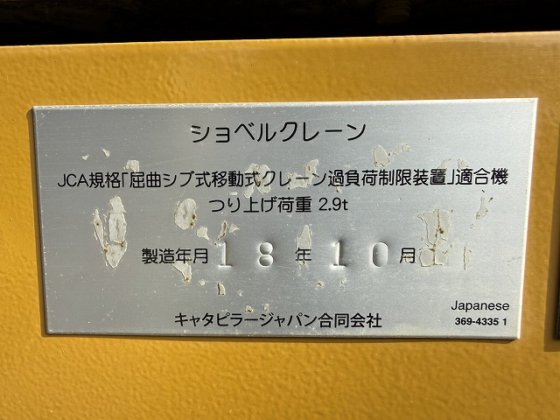 ショベルクレーン
JCA規格「屈曲ジブ式移動式クレーン過負荷制限装置」適合機
つり上げ荷重 2.9t
製造年月 18 年 10 月
キャタピラージャパン合同会社
Japanese
369-4335 1